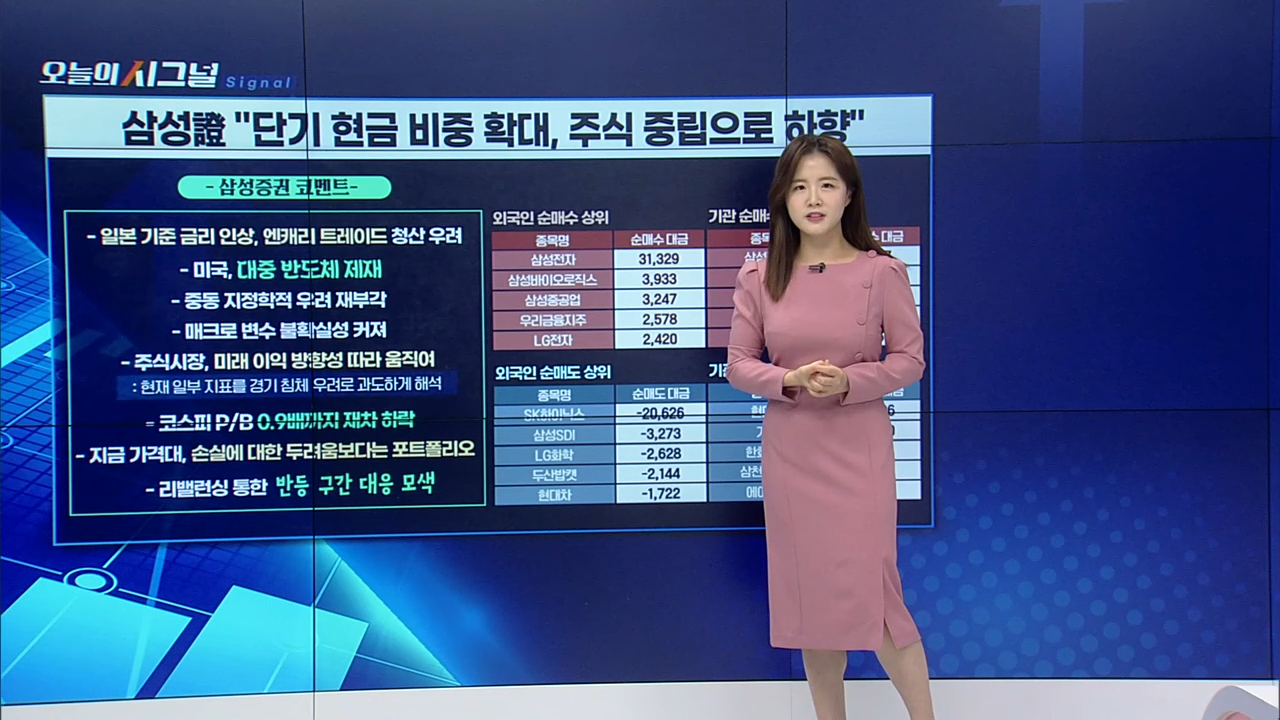 오늘의 시그널 Signal
삼성證 "단기 현금 비중 확대, 주식 중립으로 하향"
- 삼성증권 코멘트-
- 일본 기준 금리 인상, 엔캐리 트레이드 청산 우려
- 미국, 대중 반도체 제재
- 중동 지정학적 우려 재부각
- 매크로 변수 불확실성 커져
- 주식시장, 미래 이익 방향성 따라 움직여
: 현재 일부 지표를 경기 침체 우려로 과도하게 해석
- 코스피 P/B 0.9배까지 재차 하락
- 지금 가격대, 손실에 대한 두려움보다는 포트폴리오
- 리밸런싱 통한 반등 구간 대응 모색
외국인 순매수 상위
종목명 순매수 대금
삼성전자 31,329
삼성바이오로직스 3,933
삼성중공업 3,247
우리금융지주 2,578
LG전자 2,420
외국인 순매도 상위
종목명 순매도 대금
SK하이닉스 -20,626
삼성SDI -3,273
LG화학 -2,628
두산밥캣 -2,144
현대차 -1,722
기관 순매수
대금